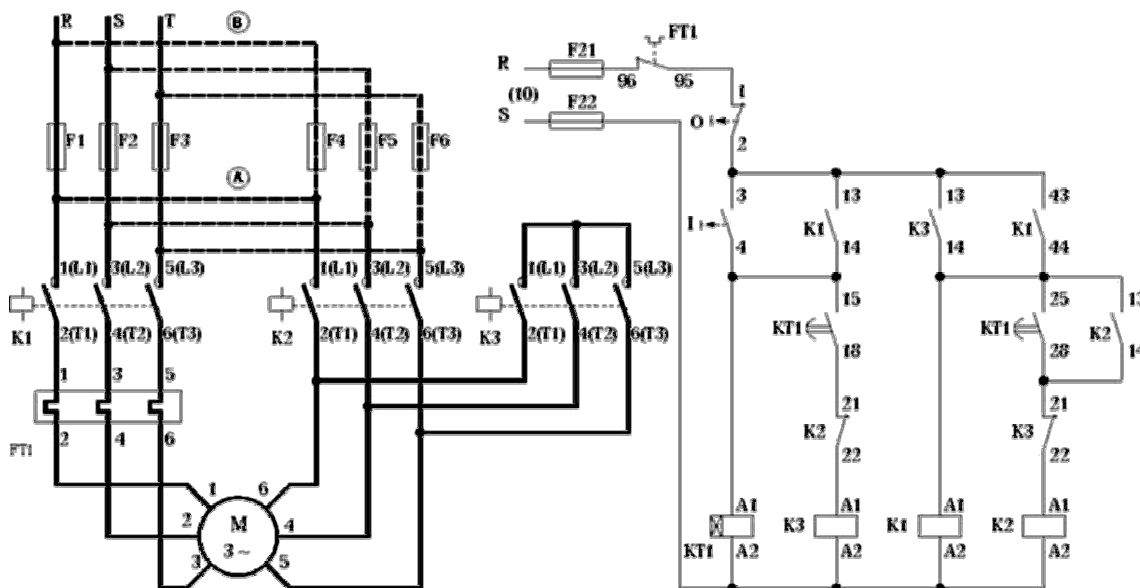 R S T B
FT1
R F21
96 95
(10)
S F22
1
O
2
F1 F2 F3 F4 F5 F6
A
3 13 13 43
I K1 K3 K1
4 14 14 44
1(L1) 3(L2) 5(L3) 1(L1) 3(L2) 5(L3) 1(L1) 3(L2) 5(L3)
K1 K2 K3
2(T1) 4(T2) 6(T3) 2(T1) 4(T2) 6(T3) 2(T1) 4(T2) 6(T3)
15 25 13
KT1 KT1 K2
18 28 14
1 3 5
FT1
2 4 6
21 21
K2 K3
22 22
1 6
2 M 4
3~
3 5
A1 A1 A1 A1
KT1 K3 K1 K2
A2 A2 A2 A2